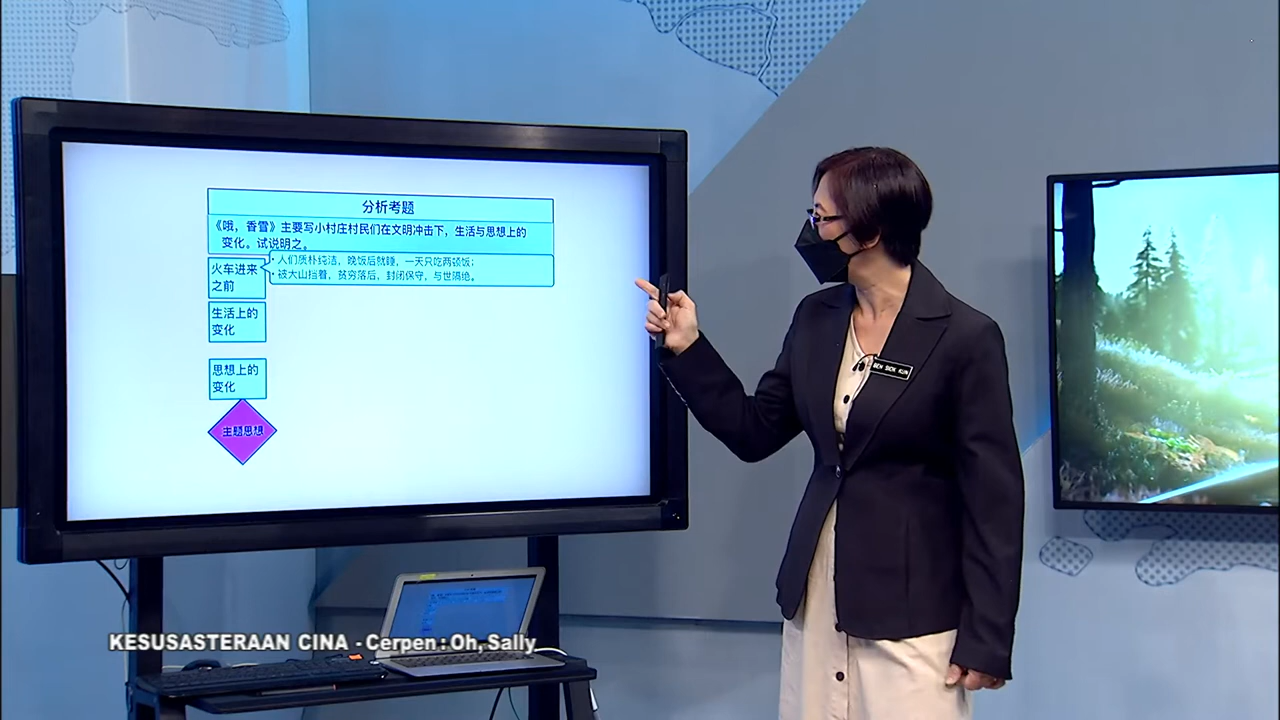 分析考题
《哦，香雪》主要写小村庄村民们在文明冲击下，生活与思想上的
变化。试说明之。
火车进来
之前
· 人们质朴纯洁，晚饭后就睡，一天只吃两顿饭；
· 被大山挡着，贫穷落后，封闭保守，与世隔绝。
生活上的
变化
思想上的
变化
主题思想
BEH SIOK KUN
KESUSASTERAAN CINA - Cerpen : Oh, Sally